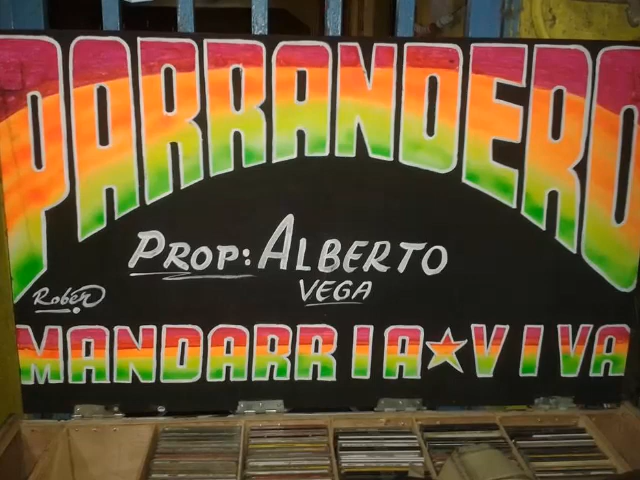 PARRANDERO
PROP: ALBERTO
VEGA
Rober
MANDARRIA★VIVA